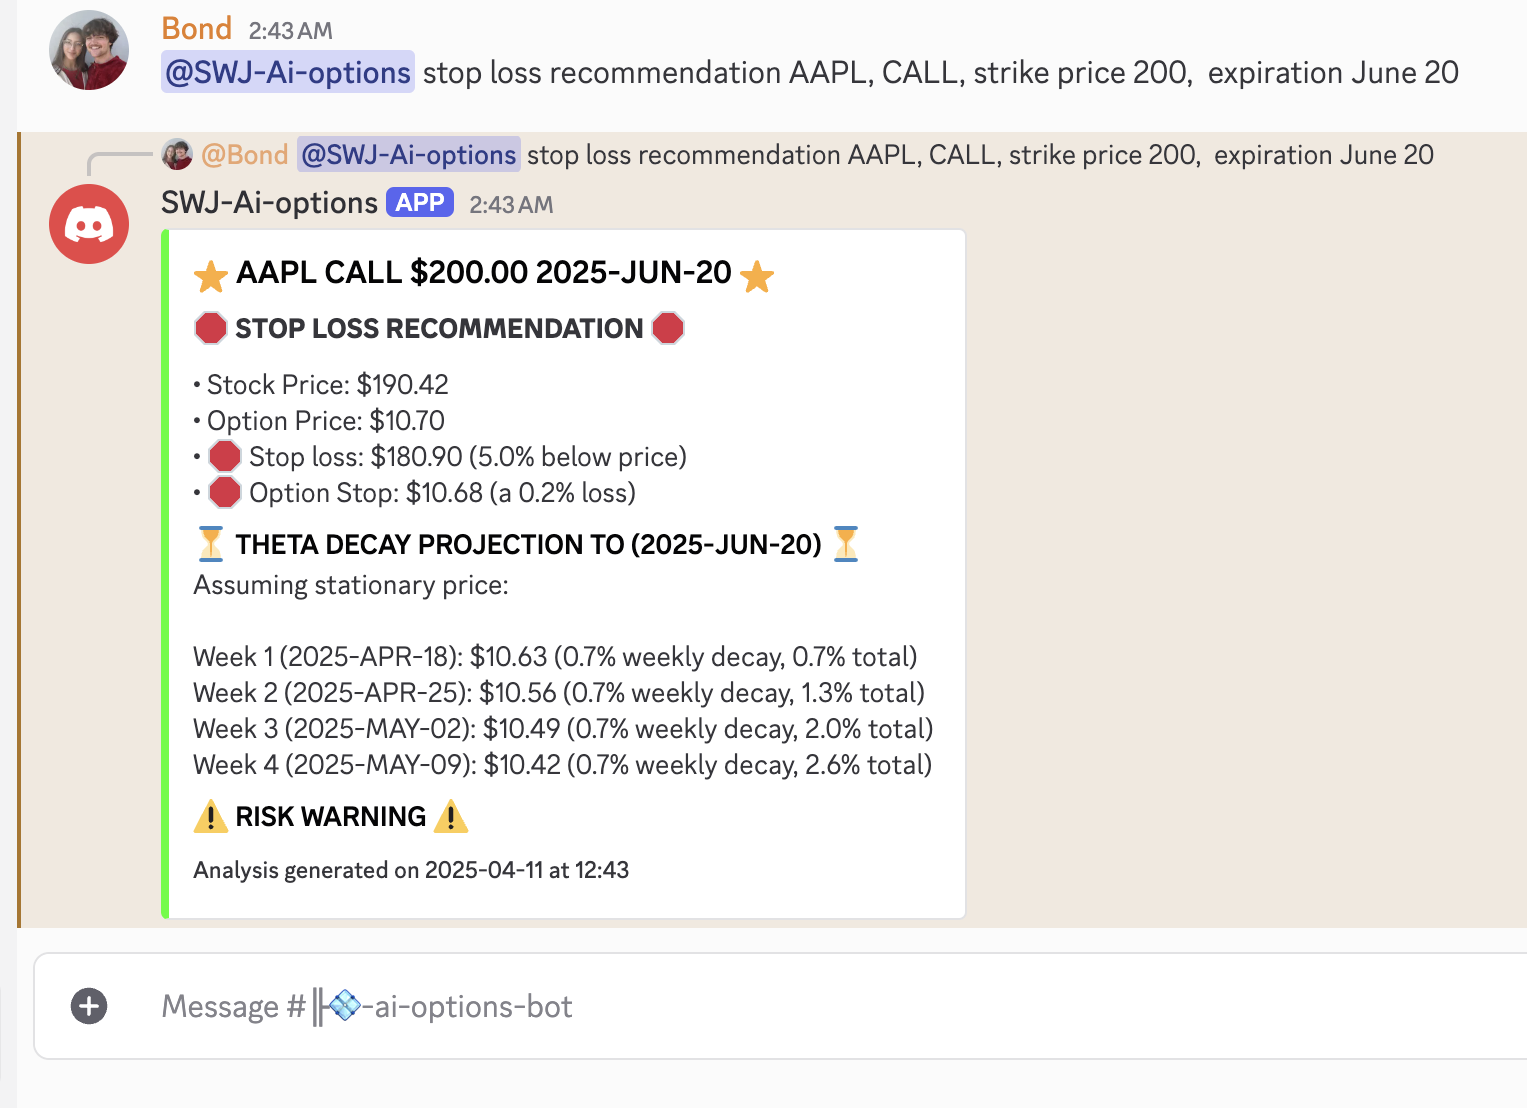 Bond 2:43 AM
@SWJ-Ai-options stop loss recommendation AAPL, CALL, strike price 200,  expiration June 20
@Bond @SWJ-Ai-options stop loss recommendation AAPL, CALL, strike price 200,  expiration June 20
SWJ-Ai-options APP 2:43 AM
⭐ AAPL CALL $200.00 2025-JUN-20 ⭐
🛑 STOP LOSS RECOMMENDATION 🛑
• Stock Price: $190.42
• Option Price: $10.70
• 🛑 Stop loss: $180.90 (5.0% below price)
• 🛑 Option Stop: $10.68 (a 0.2% loss)
⏳ THETA DECAY PROJECTION TO (2025-JUN-20) ⏳
Assuming stationary price:
Week 1 (2025-APR-18): $10.63 (0.7% weekly decay, 0.7% total)
Week 2 (2025-APR-25): $10.56 (0.7% weekly decay, 1.3% total)
Week 3 (2025-MAY-02): $10.49 (0.7% weekly decay, 2.0% total)
Week 4 (2025-MAY-09): $10.42 (0.7% weekly decay, 2.6% total)
⚠️ RISK WARNING ⚠️
Analysis generated on 2025-04-11 at 12:43
Message #╟💠-ai-options-bot